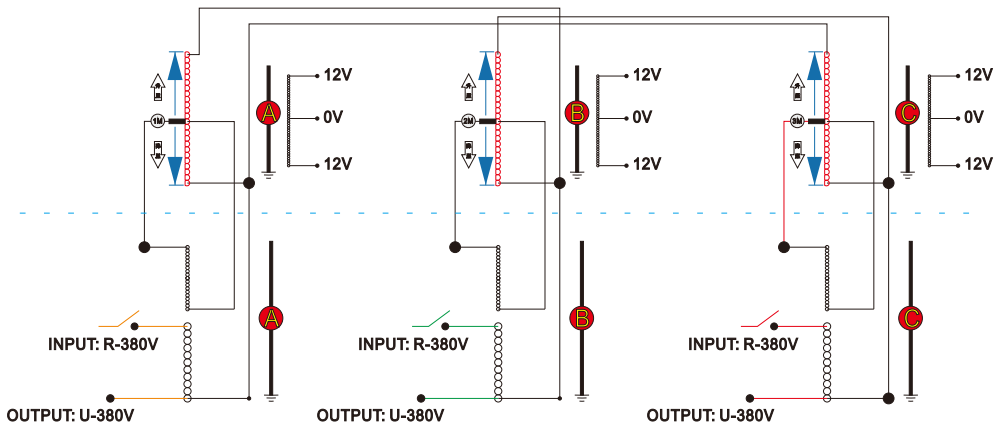 12V
12V
12V
1M
A
0V
2M
B
0V
3M
C
0V
12V
12V
12V
A
B
C
INPUT: R-380V
INPUT: R-380V
INPUT: R-380V
OUTPUT: U-380V
OUTPUT: U-380V
OUTPUT: U-380V